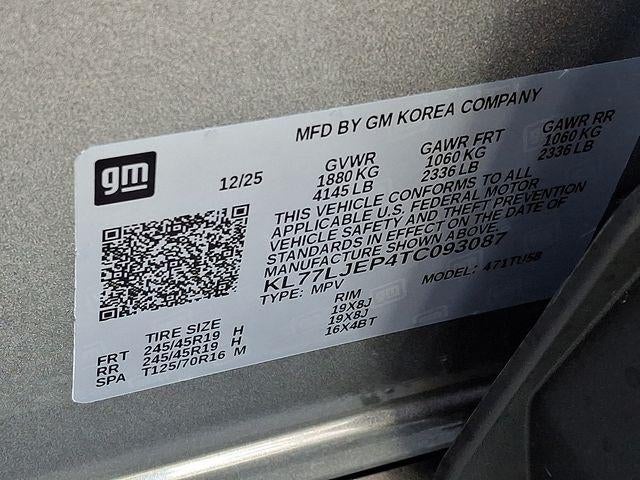 MFD BY GM KOREA COMPANY
gm
12/25
GVWR GAWR FRT GAWR RR
1880 KG 1060 KG 1060 KG
4145 LB 2336 LB 2336 LB
THIS VEHICLE CONFORMS TO ALL
APPLICABLE U.S. FEDERAL MOTOR
VEHICLE SAFETY AND THEFT PREVENTION
STANDARDS IN EFFECT ON THE DATE OF
MANUFACTURE SHOWN ABOVE.
KL77LJEP4TC093087
TYPE: MPV MODEL: 471TU58
TIRE SIZE RIM
FRT 245/45R19 H 19X8J
RR 245/45R19 H 19X8J
SPA T125/70R16 M 16X4BT